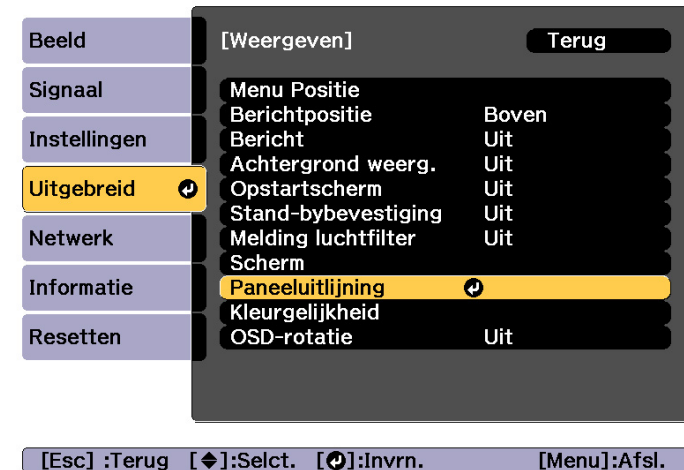 Beeld
Signaal
Instellingen
Uitgebreid
Netwerk
Informatie
Resetten
[Weergeven] Terug
Menu Positie
Berichtpositie Boven
Bericht Uit
Achtergrond weerg. Uit
Opstartscherm Uit
Stand-bybevestiging Uit
Melding luchtfilter Uit
Scherm
Paneeluitlijning
Kleurgelijkheid
OSD-rotatie Uit
[Esc] :Terug [◆]:Selct. [↵]:Invrn. [Menu]:Afsl.